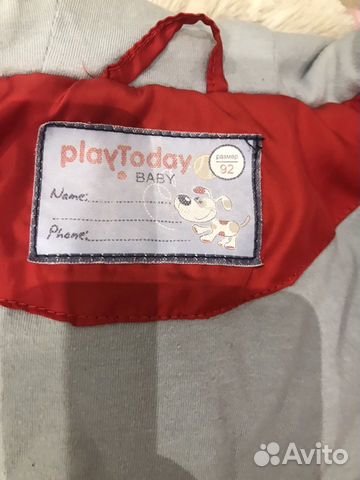 playToday
BABY
размер
92
Name:
Phone:
Avito